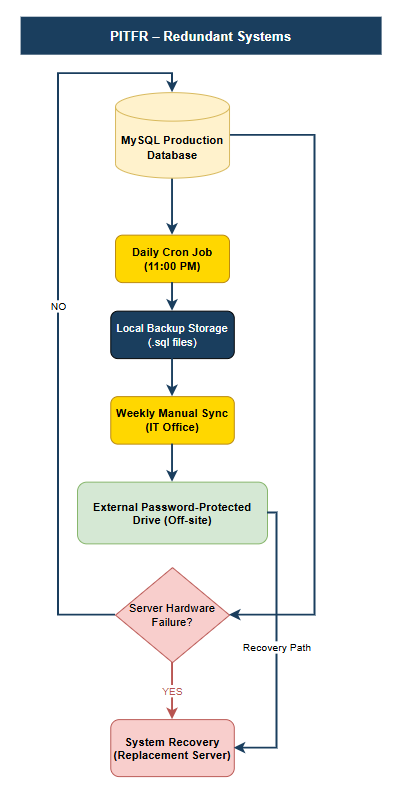 PITFR – Redundant Systems
MySQL Production
Database
Daily Cron Job
(11:00 PM)
NO
Local Backup Storage
(.sql files)
Weekly Manual Sync
(IT Office)
External Password-Protected
Drive (Off-site)
Server Hardware
Failure?
Recovery Path
YES
System Recovery
(Replacement Server)